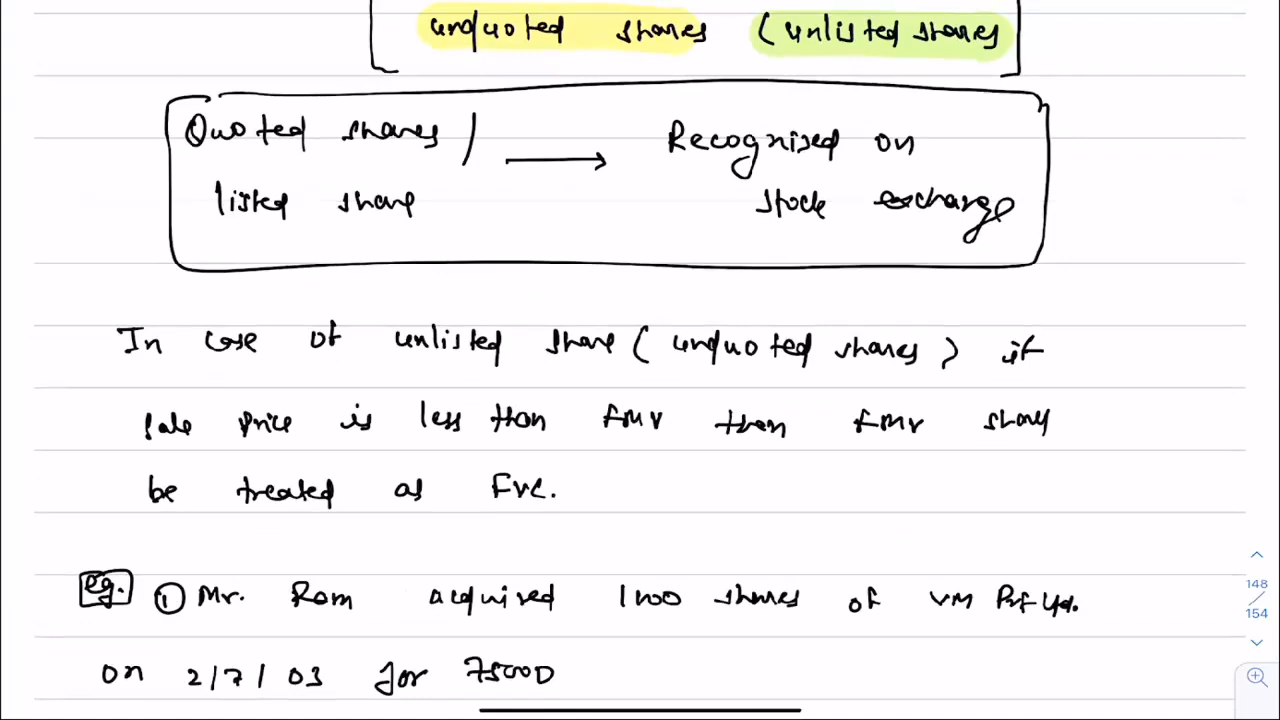 unquoted shares (unlisted shares
Quoted shares / → Recognised on
listed share stock exchange
In case of unlisted share (unquoted shares) if
sale price is less than FMV then FMV shall
be treated as FVC.
eg. ① Mr. Ram acquired 1000 shares of VM Pvt Ltd.
on 2/7/03 for 75000
148
154